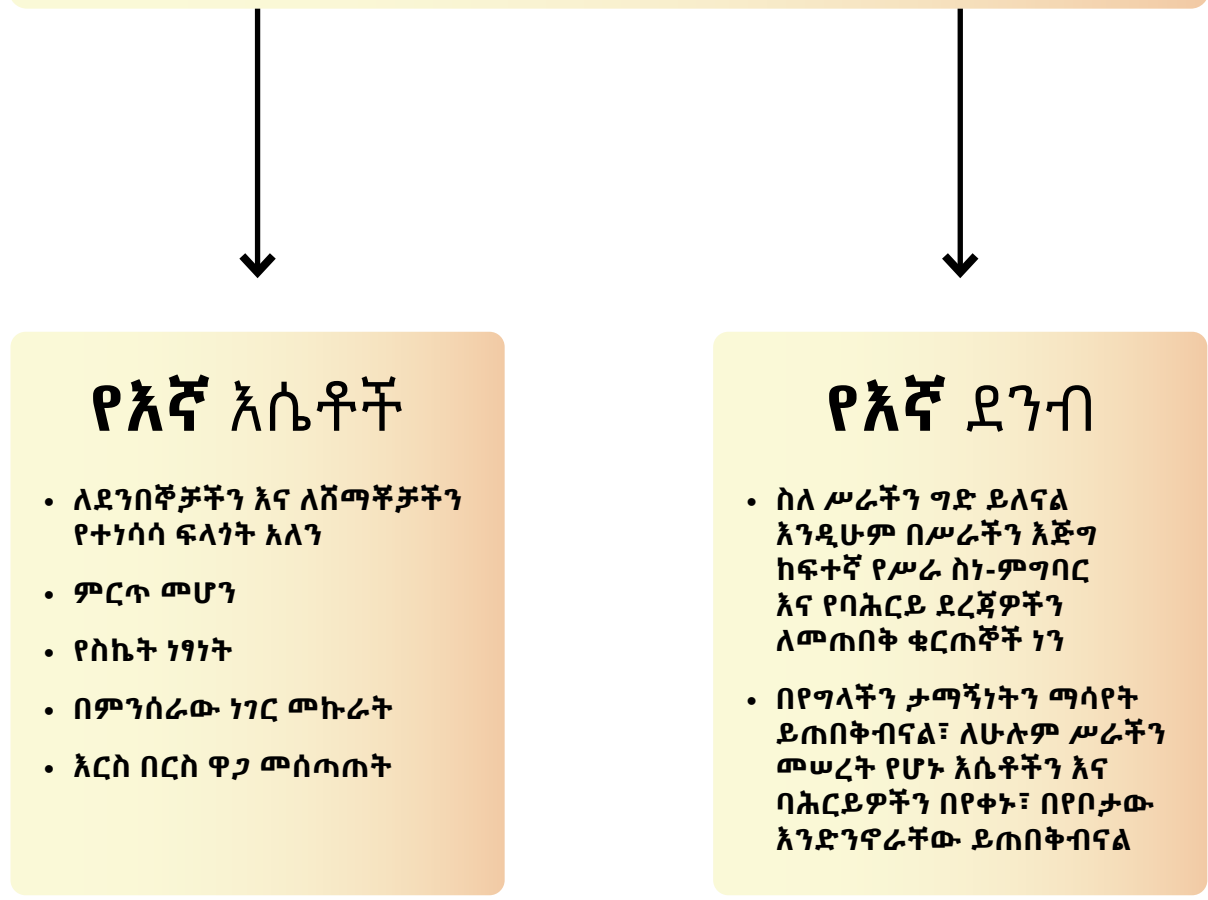 የእኛ እሴቶች
• ለደንበኞቻችን እና ለሸማቾቻችን
የተነሳሳ ፍላጎት አለን
• ምርጥ መሆን
• የስኬት ነፃነት
• በምንሰራው ነገር መኩራት
• እርስ በርስ ዋጋ መሰጣጠት
የእኛ ደንብ
• ስለ ሥራችን ግድ ይለናል
እንዲሁም በሥራችን እጅግ
ከፍተኛ የሥራ ስነ-ምግባር
እና የባሕርይ ደረጃዎችን
ለመጠበቅ ቁርጠኞች ነን
• በየግላችን ታማኝነትን ማሳየት
ይጠበቅብናል፣ ለሁሉም ሥራችን
መሠረት የሆኑ እሴቶችን እና
ባሕርይዎችን በየቀኑ፣ በየቦታው
እንድንኖራቸው ይጠበቅብናል